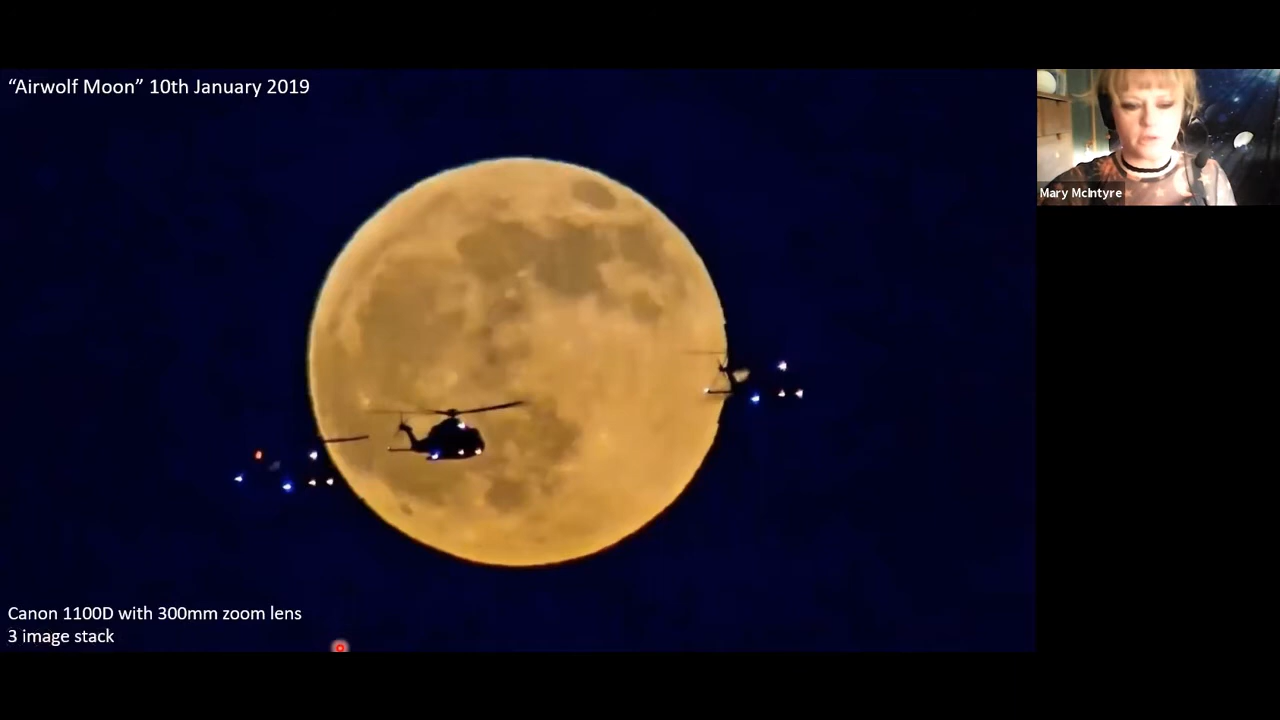 “Airwolf Moon” 10th January 2019
Mary McIntyre
Canon 1100D with 300mm zoom lens
3 image stack